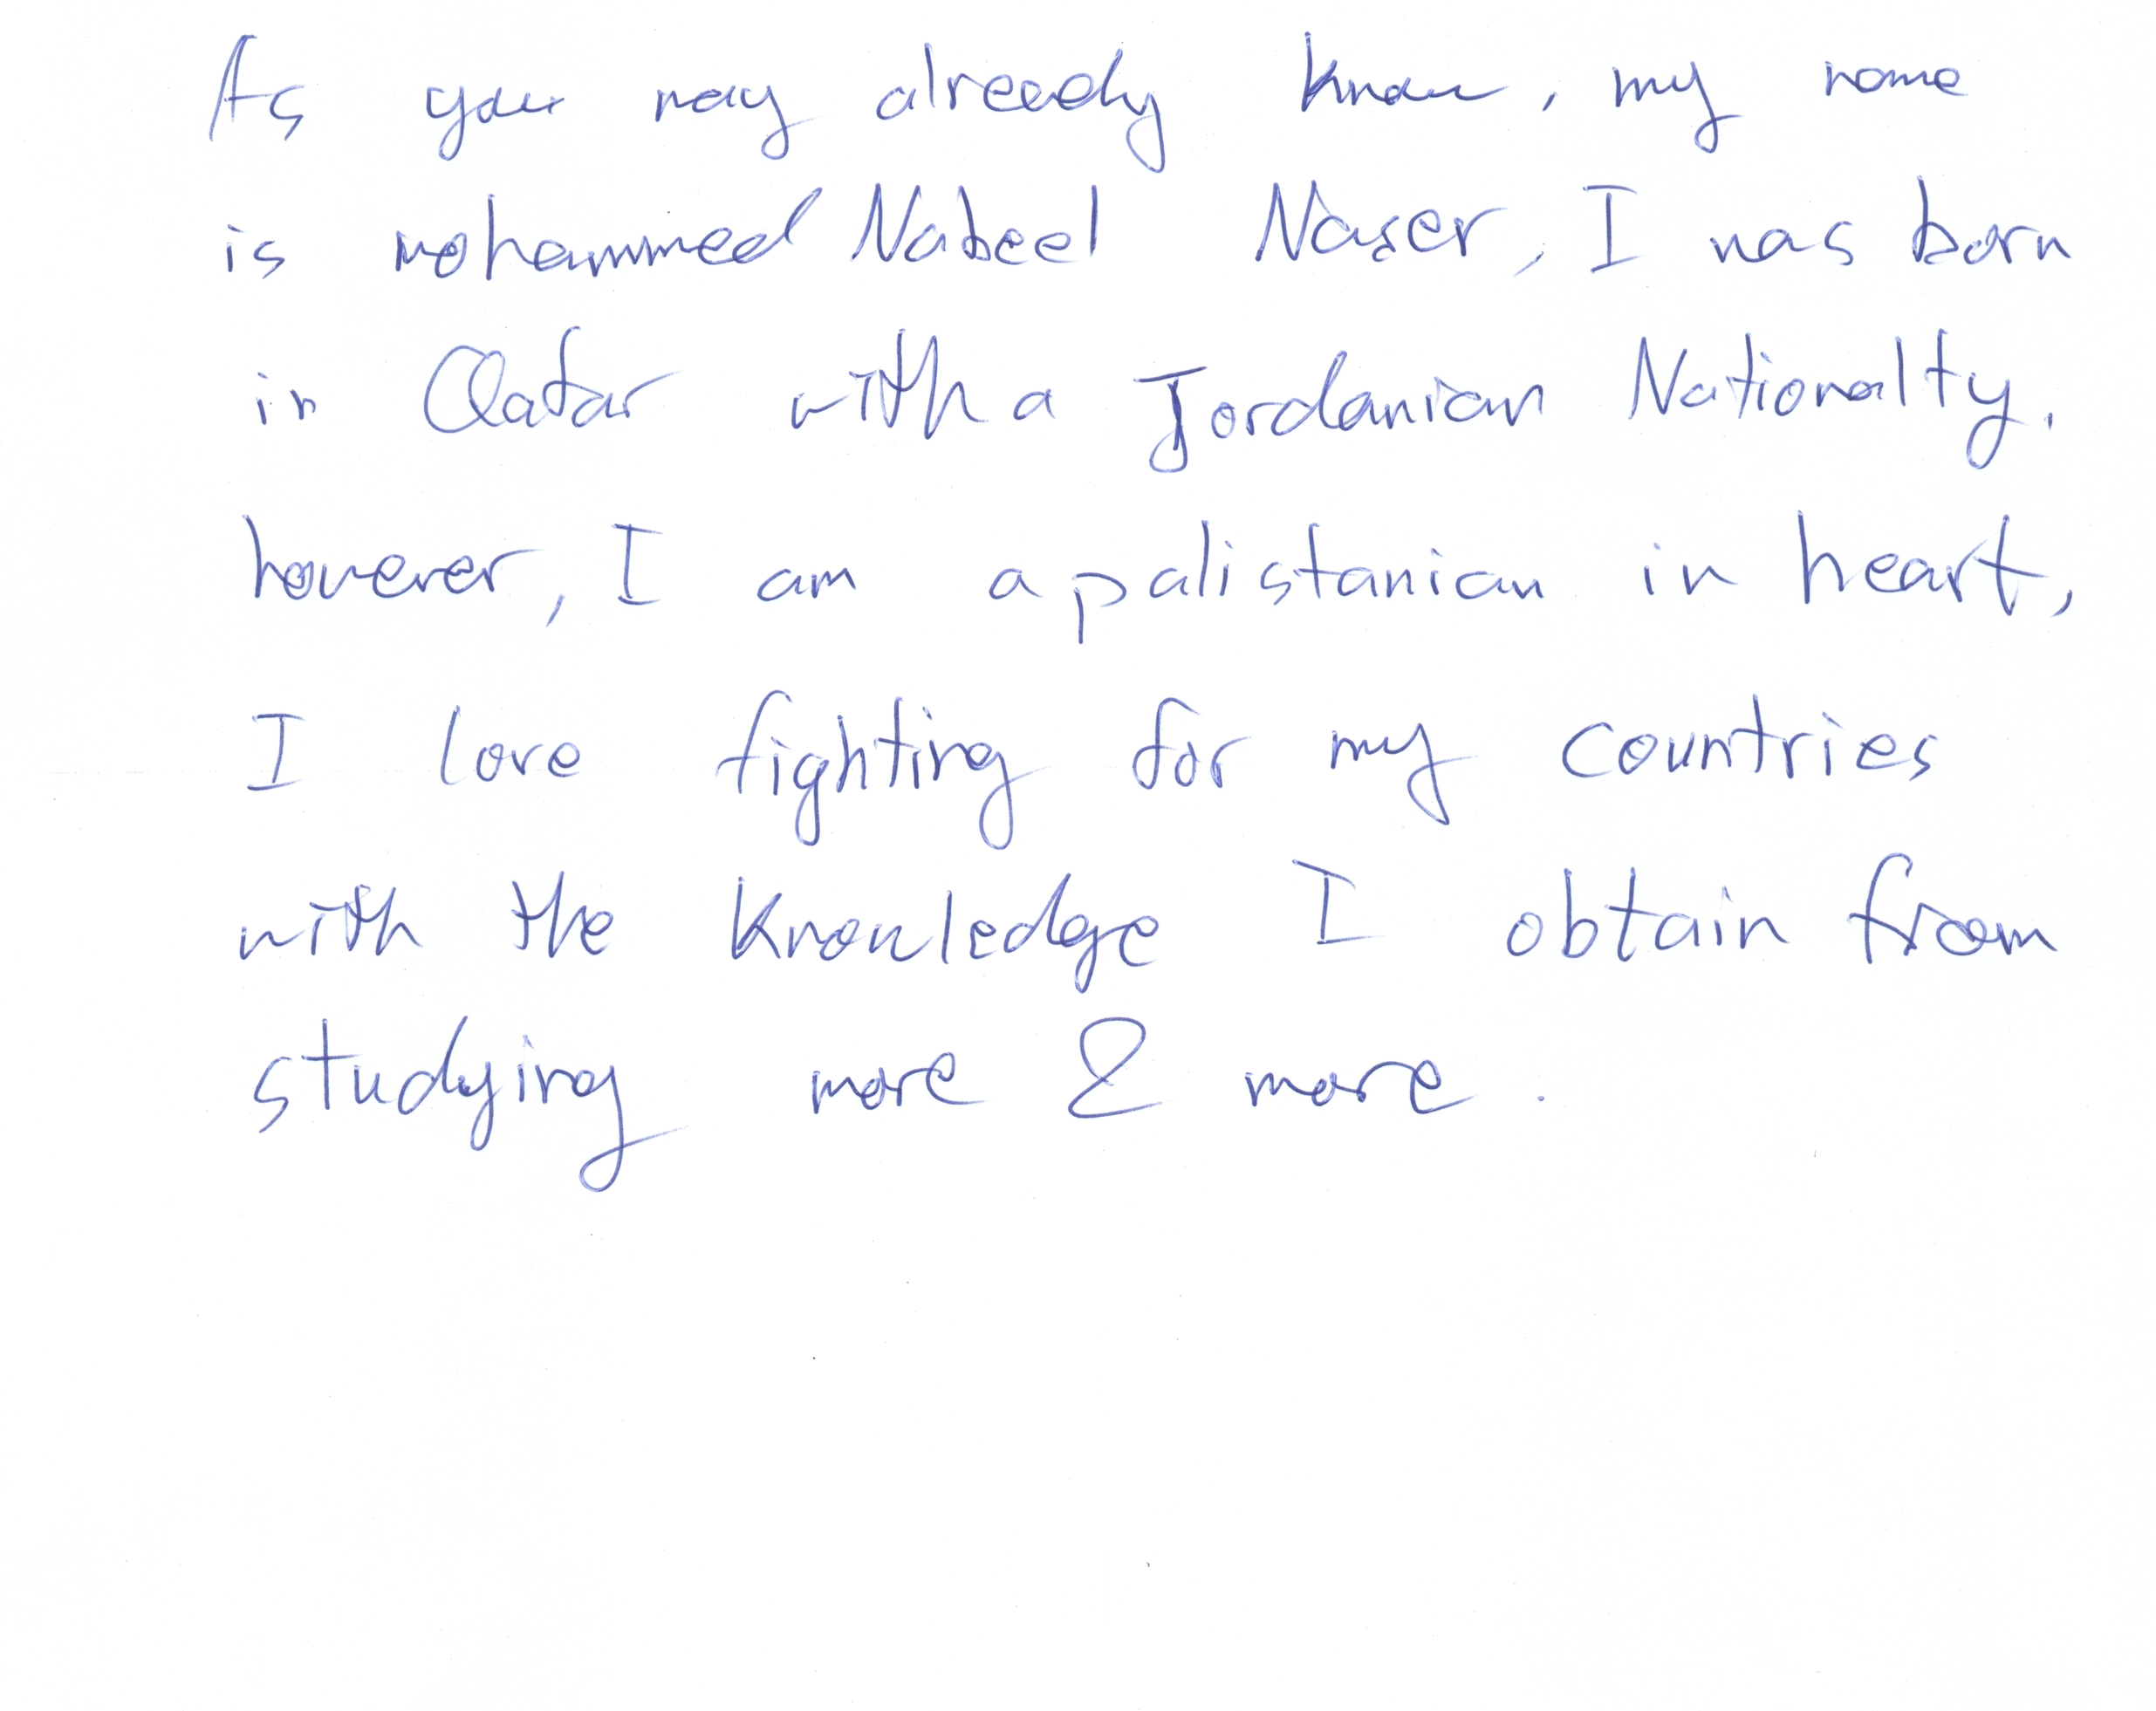 As you may already know, my name
is mohammed Nabeel Naser, I was born
in Qatar with a Jordanian Nationalty.
however, I am a palistanian in heart,
I love fighting for my countries
with the knowledge I obtain from
studying more & more.